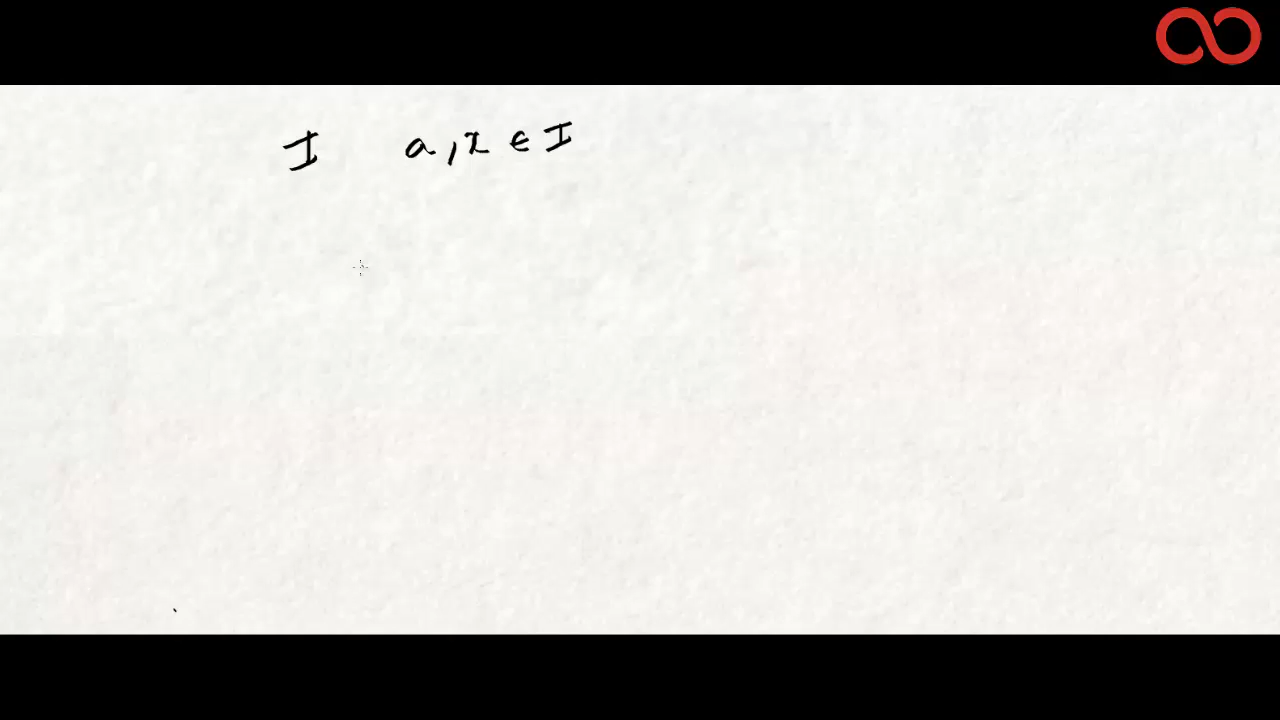 I a, x ∈ I